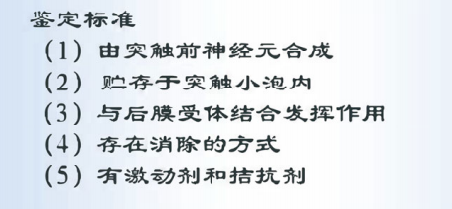 鉴定标准
（1）由突触前神经元合成
（2） 贮存于突触小泡内
（3）与后膜受体结合发挥作用
（4）存在消除的方式
（5）有激动剂和拮抗剂